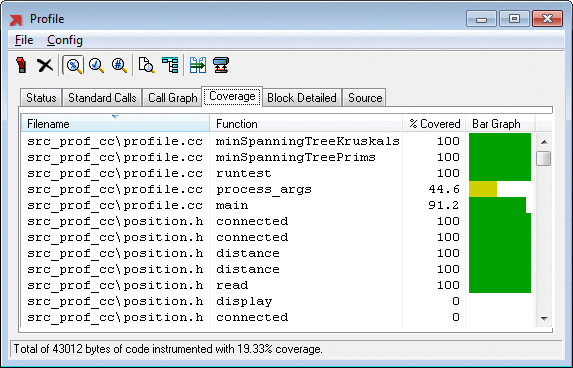 Profile
File Config
Status Standard Calls Call Graph Coverage Block Detailed Source
Filename Function % Covered Bar Graph
src_prof_cc\profile.cc minSpanningTreeKruskals 100
src_prof_cc\profile.cc minSpanningTreePrims 100
src_prof_cc\profile.cc runtest 100
src_prof_cc\profile.cc process_args 44.6
src_prof_cc\profile.cc main 91.2
src_prof_cc\position.h connected 100
src_prof_cc\position.h connected 100
src_prof_cc\position.h distance 100
src_prof_cc\position.h distance 100
src_prof_cc\position.h read 100
src_prof_cc\position.h display 0
src_prof_cc\position.h connected 0
Total of 43012 bytes of code instrumented with 19.33% coverage.